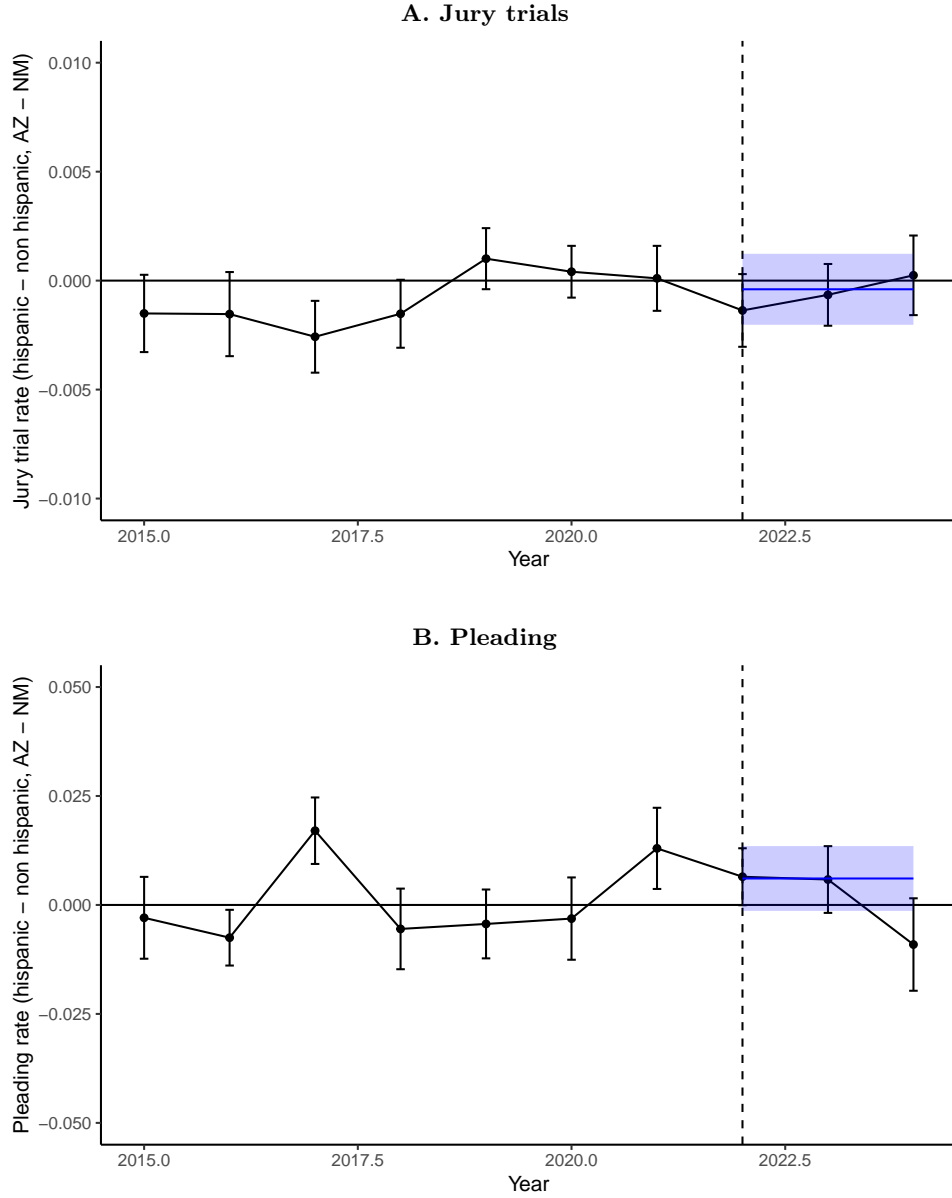 A. Jury trials
Jury trial rate (hispanic − non hispanic, AZ − NM)
0.010
0.005
0.000
−0.005
−0.010
2015.0 2017.5 2020.0 2022.5
Year
B. Pleading
Pleading rate (hispanic − non hispanic, AZ − NM)
0.050
0.025
0.000
−0.025
−0.050
2015.0 2017.5 2020.0 2022.5
Year